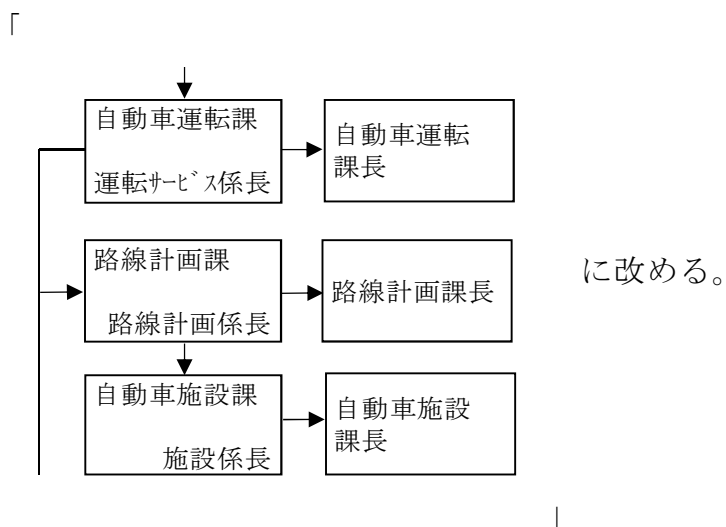 「
自動車運転課
運転ｻｰﾋﾞｽ係長
自動車運転
課長
路線計画課
路線計画係長
路線計画課長
に改める。
自動車施設課
施設係長
自動車施設
課長
」